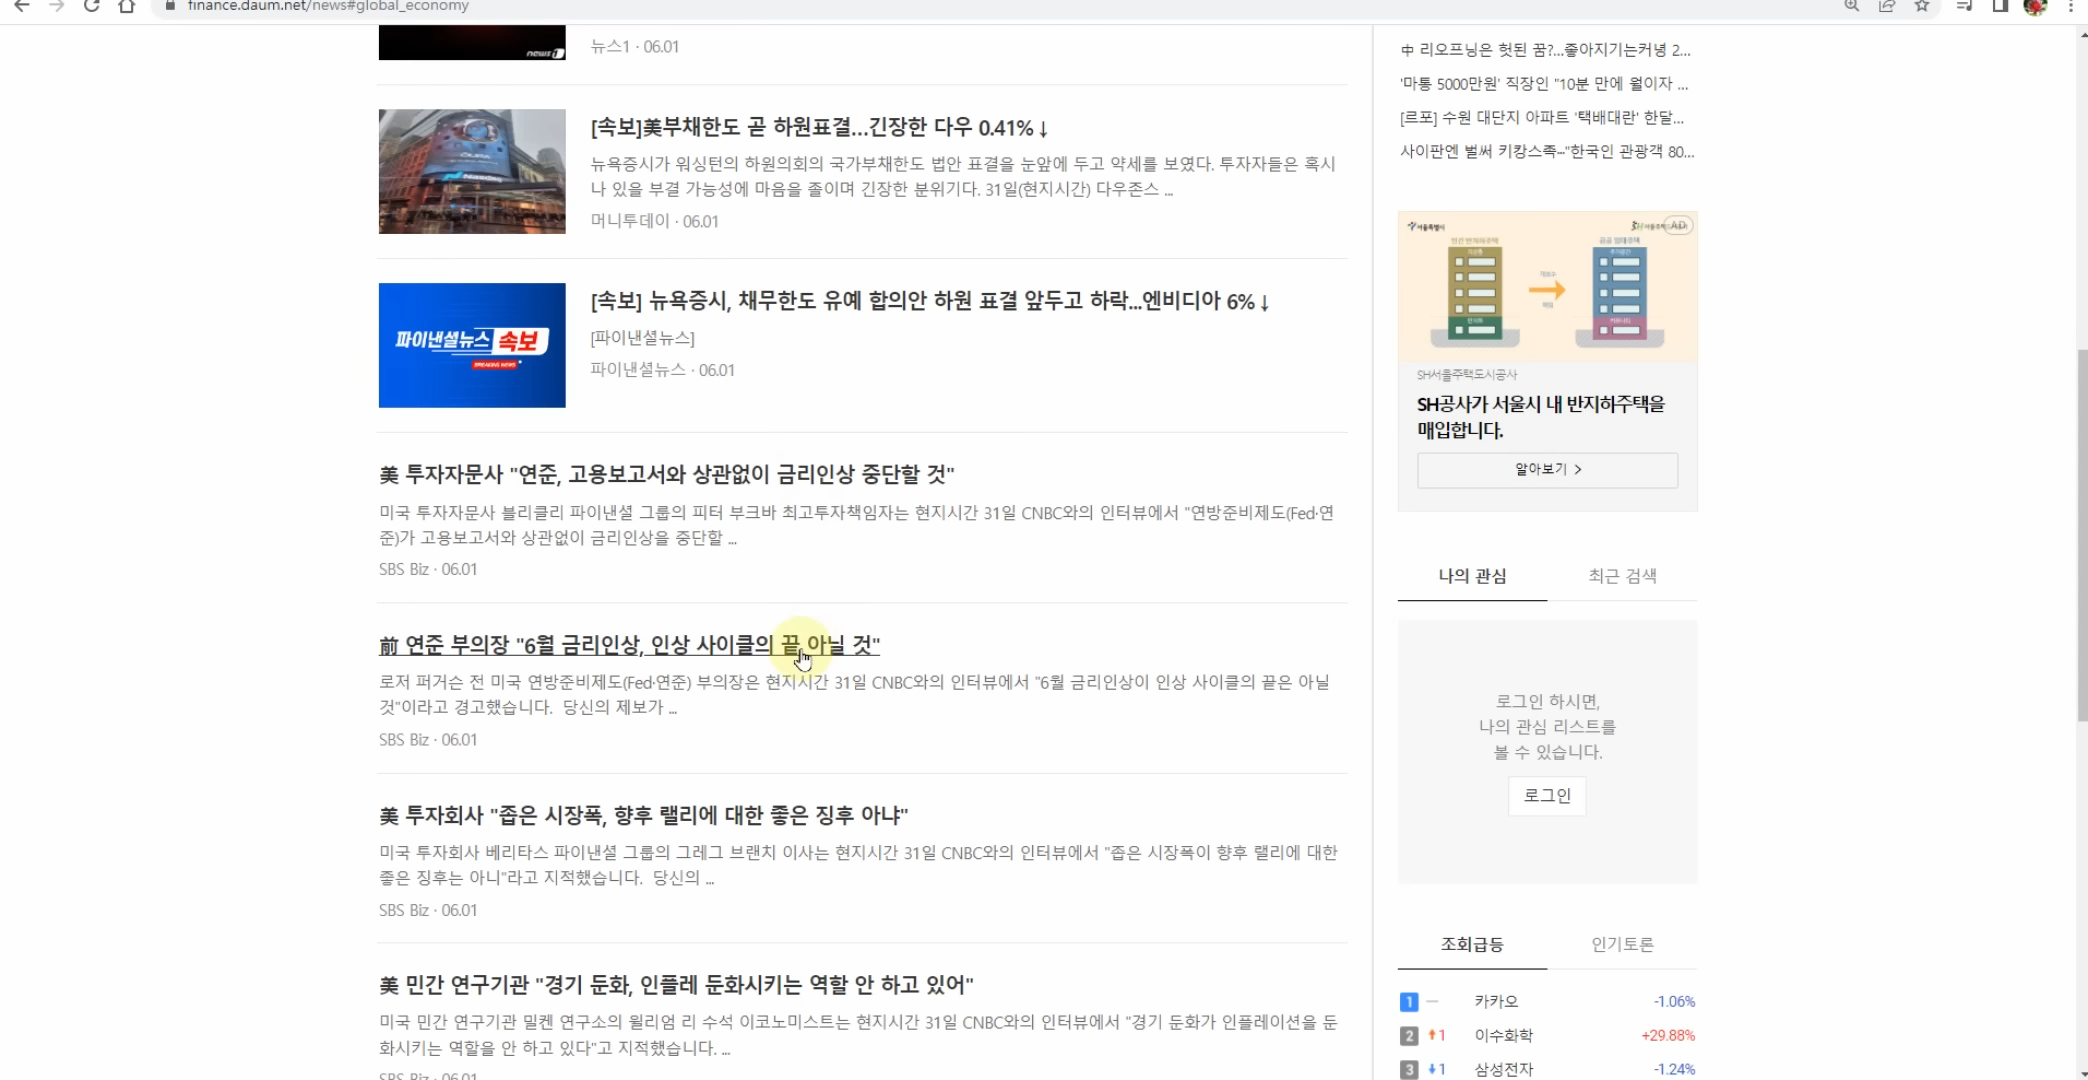 finance.daum.net/news#global_economy
news1
뉴스1 · 06.01
[속보]美부채한도 곧 하원표결…긴장한 다우 0.41%↓
뉴욕증시가 워싱턴의 하원의회의 국가부채한도 법안 표결을 눈앞에 두고 약세를 보였다. 투자자들은 혹시
나 있을 부결 가능성에 마음을 졸이며 긴장한 분위기다. 31일(현지시간) 다우존스 ...
머니투데이 · 06.01
Nasdaq
[속보] 뉴욕증시, 채무한도 유예 합의안 하원 표결 앞두고 하락...엔비디아 6%↓
[파이낸셜뉴스]
파이낸셜뉴스 · 06.01
파이낸셜뉴스 속보
BREAKING NEWS
美 투자자문사 "연준, 고용보고서와 상관없이 금리인상 중단할 것"
미국 투자자문사 블리클리 파이낸셜 그룹의 피터 부크바 최고투자책임자는 현지시간 31일 CNBC와의 인터뷰에서 "연방준비제도(Fed·연
준)가 고용보고서와 상관없이 금리인상을 중단할 ...
SBS Biz · 06.01
前 연준 부의장 "6월 금리인상, 인상 사이클의 끝 아닐 것"
로저 퍼거슨 전 미국 연방준비제도(Fed·연준) 부의장은 현지시간 31일 CNBC와의 인터뷰에서 "6월 금리인상이 인상 사이클의 끝은 아닐
것"이라고 경고했습니다. 당신의 제보가 ...
SBS Biz · 06.01
美 투자회사 "좁은 시장폭, 향후 랠리에 대한 좋은 징후 아냐"
미국 투자회사 베리타스 파이낸셜 그룹의 그레그 브랜치 이사는 현지시간 31일 CNBC와의 인터뷰에서 "좁은 시장폭이 향후 랠리에 대한
좋은 징후는 아니"라고 지적했습니다. 당신의 ...
SBS Biz · 06.01
美 민간 연구기관 "경기 둔화, 인플레 둔화시키는 역할 안 하고 있어"
미국 민간 연구기관 밀켄 연구소의 윌리엄 리 수석 이코노미스트는 현지시간 31일 CNBC와의 인터뷰에서 "경기 둔화가 인플레이션을 둔
화시키는 역할을 안 하고 있다"고 지적했습니다. ...
SBS Biz · 06.01
中 리오프닝은 헛된 꿈?...좋아지기는커녕 2...
'마통 5000만원' 직장인 "10분 만에 월이자 ...
[르포] 수원 대단지 아파트 '택배대란' 한달...
사이판엔 벌써 키캉스족…"한국인 관광객 80...
서울특별시
AD
SH서울주택도시공사
SH공사가 서울시 내 반지하주택을
매입합니다.
알아보기 >
나의 관심
최근 검색
로그인 하시면,
나의 관심 리스트를
볼 수 있습니다.
로그인
조회급등
인기토론
1 — 카카오 -1.06%
2 ↑1 이수화학 +29.88%
3 ↓1 삼성전자 -1.24%